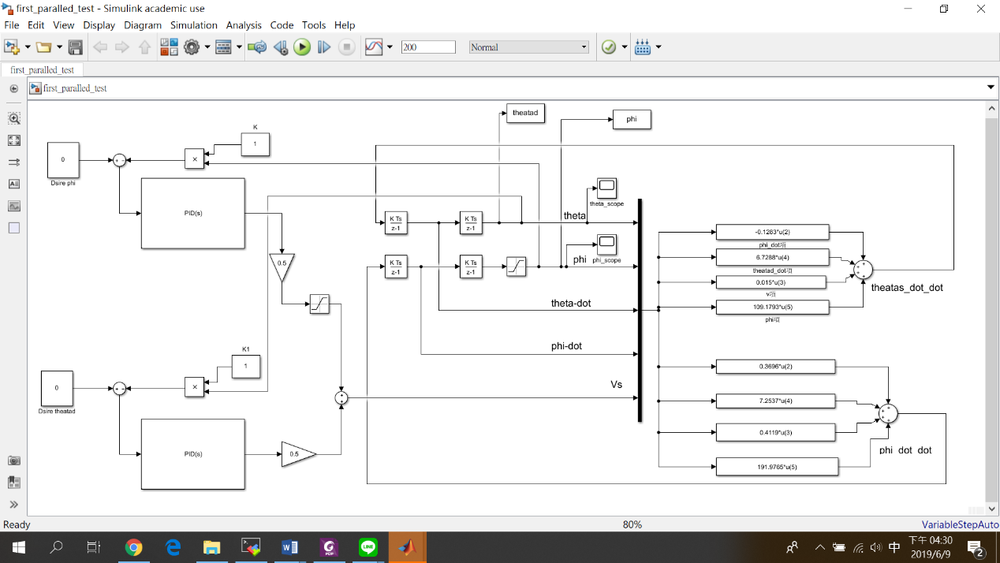 first_paralled_test - Simulink academic use
File Edit View Display Diagram Simulation Analysis Code Tools Help
200
Normal
first_paralled_test
first_paralled_test
theatad
phi
K
1
0
×
Dsire phi
PID(s)
theta_scope
theta
K Ts
z-1
K Ts
z-1
-0.1283*u(2)
phi_dot項
phi
phi_scope
0.5
K Ts
z-1
K Ts
z-1
6.7288*u(4)
theatad_dot項
0.015*u(3)
v項
theatas_dot_dot
theta-dot
109.1793*u(5)
phi項
phi-dot
K1
1
0.3696*u(2)
0
×
Vs
Dsire theatad
7.2537*u(4)
0.4119*u(3)
PID(s)
0.5
phi dot dot
191.9765*u(5)
Ready
80%
VariableStepAuto
中
下午 04:30
2019/6/9
2